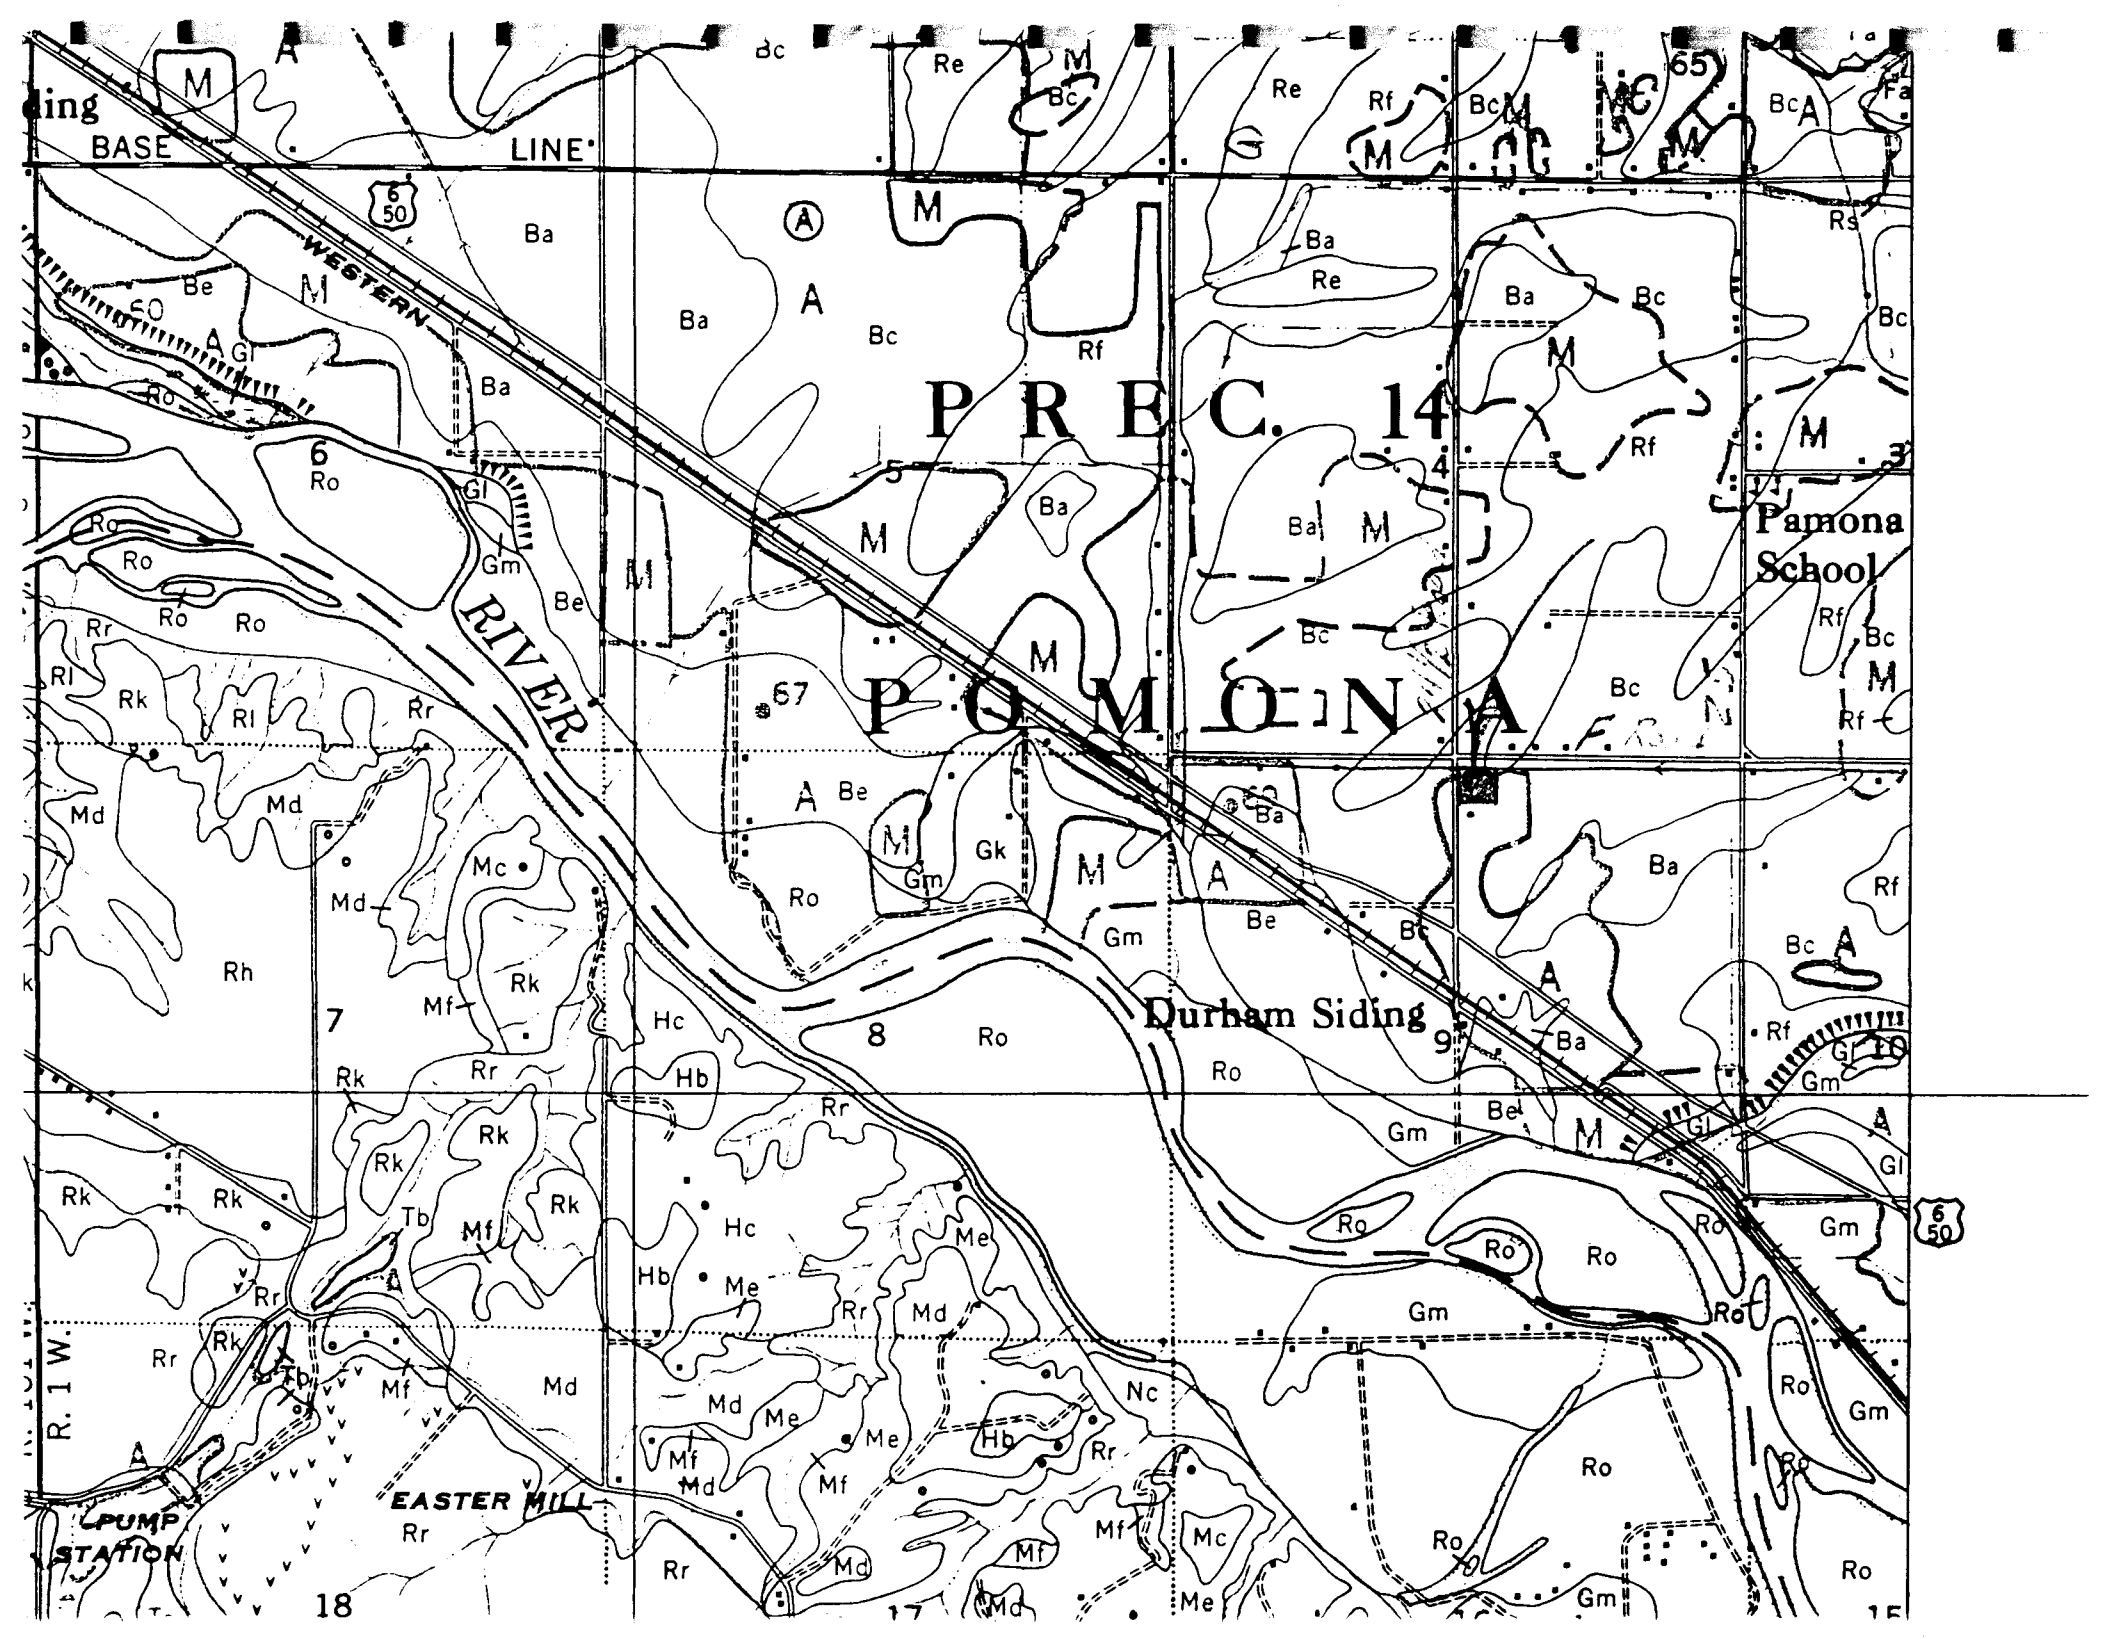 A
Bc
Re
M
65
M
Re
Rf
Bc
M
Bc
A
Fa
ding
Bc
BASE LINE
M
M
G
6
50
M
Rs
Ba
A
Ba
WESTERN
Re
Be
M
60
Ba
A
Bc
Ba
Bc
Bc
A
Gl
Rf
M
Ro
Ba
PREC. 14
M
6
Ro
5
4
Rf
3
Gl
Ba
Ro
M
Ba
M
Pamona
School
Ro
Gm
M
Be
Ro
Ro
RIVER
Rr
Bc
Rf
Bc
M
M
Rl
Rk
Rl
Rr
67
Bc
Rf
POMONA
Md
Md
A
Be
Ba
Mc
M
Gk
M
A
Ba
Rf
Md
Gm
Ro
Be
Gm
Bc
Bc
A
Rh
Rk
A
Mf
Hc
7
8
Ro
Durham Siding
9
Ba
Rf
10
Gl
Gm
Rk
Rr
Hb
Ro
Rr
Be
Gm
M
Gl
A
Rk
Rk
Gl
Rk
Rk
Rk
Tb
Mf
Hc
Me
Ro
Ro
Gm
6
50
Ro
Ro
Hb
Me
Rr
A
Rr
Md
Gm
Ro
Rk
Rr
Tb
Mf
Md
Nc
Ro
Md
Me
Gm
R. 1 W.
Me
Hb
Rr
A
Mf
Md
Mf
Ro
Ro
EASTER MILL
PUMP
STATION
Rr
Mf
Mc
Ro
Rr
Md
Mf
Ro
18
17
Md
Me
Gm